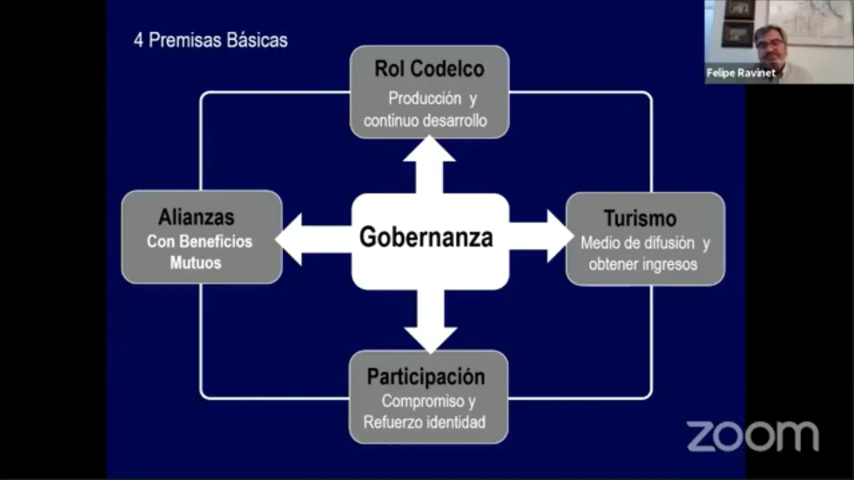 4 Premisas Básicas
Felipe Ravinet
Rol Codelco
Producción y
continuo desarrollo
Alianzas
Con Beneficios
Mutuos
Gobernanza
Turismo
Medio de difusión y
obtener ingresos
Participación
Compromiso y
Refuerzo identidad
zoom